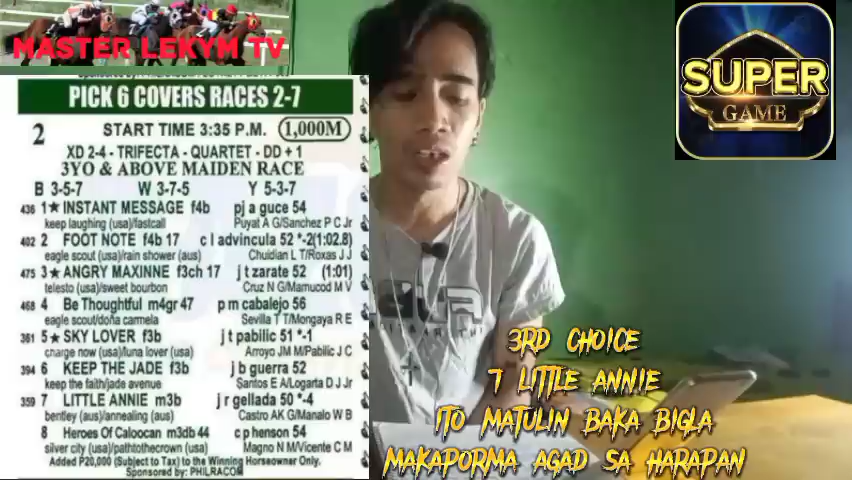 MASTER LEKYM TV
SUPER
GAME
PICK 6 COVERS RACES 2-7
2 START TIME 3:35 P.M. 1,000M
XD 2-4 - TRIFECTA - QUARTET - DD + 1
3YO & ABOVE MAIDEN RACE
B 3-5-7 W 3-7-5 Y 5-3-7
436 1★ INSTANT MESSAGE f4b pj a guce 54
keep laughing (usa)/fastcall Puyat A G/Sanchez P C Jr
402 2 FOOT NOTE f4b 17 c l advincula 52 *-2(1:02.8)
eagle scout (usa)/rain shower (aus) Chuidian L T/Roxas J J
475 3★ ANGRY MAXINNE f3ch 17 j t zarate 52 (1:01)
telesto (usa)/sweet bourbon Cruz N G/Mamucod M V
468 4 Be Thoughtful m4gr 47 p m cabalejo 56
eagle scout/doña carmela Sevilla T T/Mongaya R E
361 5★ SKY LOVER f3b j t pabilic 51 *-1
charge now (usa)/luna lover (usa) Arroyo JM M/Pabilic J C
394 6 KEEP THE JADE f3b j b guerra 52
keep the faith/jade avenue Santos E A/Logarta D J Jr
359 7 LITTLE ANNIE m3b j r gellada 50 *-4
bentley (aus)/annealing (aus) Castro AK G/Manalo W B
8 Heroes Of Caloocan m3db 44 c p henson 54
silver city (usa)/pathtothecrown (usa) Magno N M/Vicente C M
Added P20,000 (Subject to Tax) to the Winning Horseowner Only.
Sponsored by: PHILRACOM
3RD CHOICE
7 LITTLE ANNIE
ITO MATULIN BAKA BIGLA
MAKAPORMA AGAD SA HARAPAN